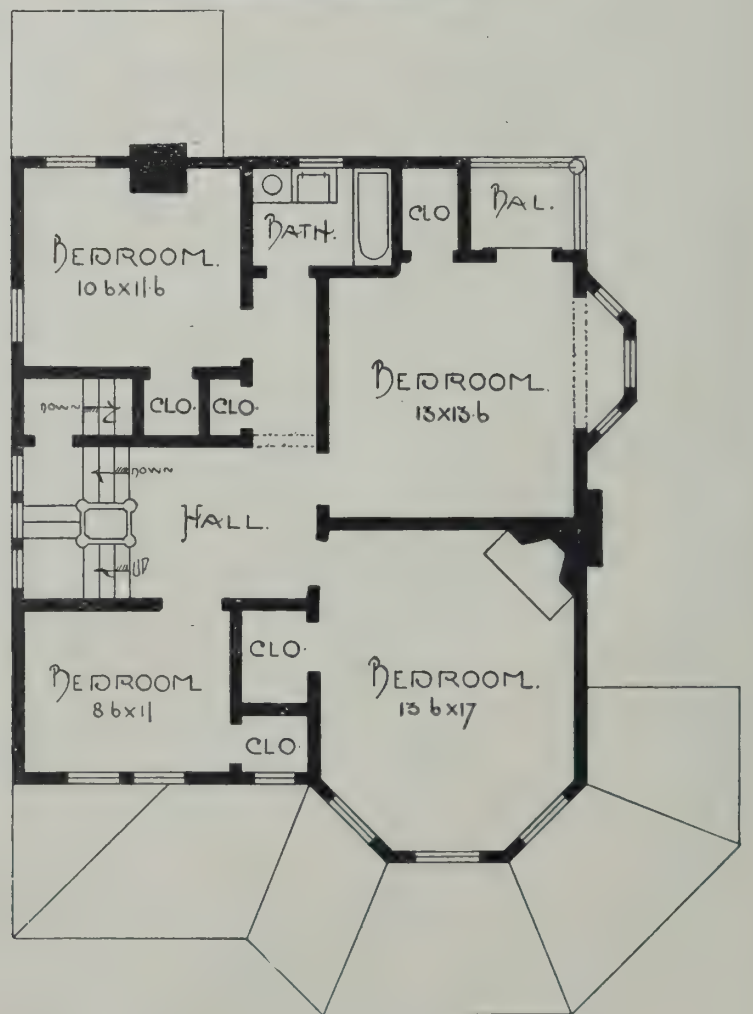 BEDROOM.
10 6x11.6
BATH.
CLO
BAL.
BEDROOM.
13x13.6
DOWN
CLO.
CLO.
DOWN
HALL.
UP
BEDROOM
8 6x11
CLO.
BEDROOM.
13 6x17
CLO.